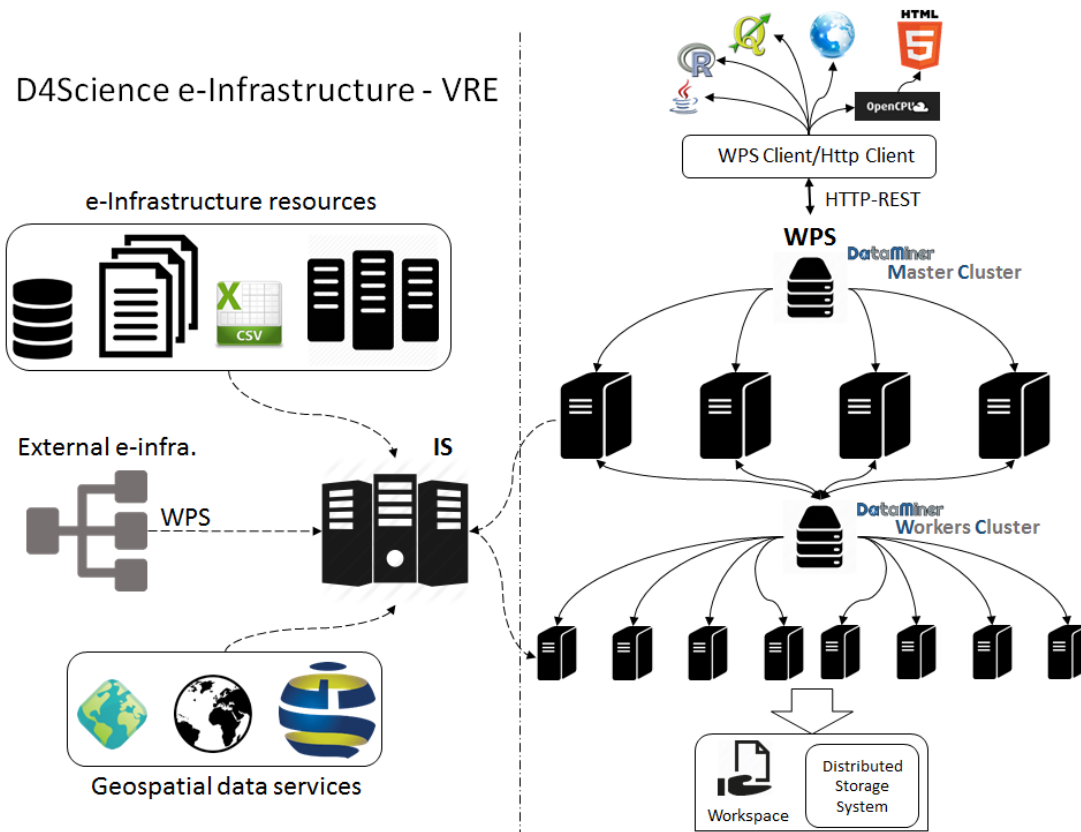 D4Science e-Infrastructure - VRE
e-Infrastructure resources
X
CSV
External e-infra.
WPS
IS
Geospatial data services
HTML
5
Q
R
Java
OpenCPU
WPS Client/Http Client
HTTP-REST
WPS
DataMiner
Master Cluster
DataMiner
Workers Cluster
Workspace
Distributed
Storage
System